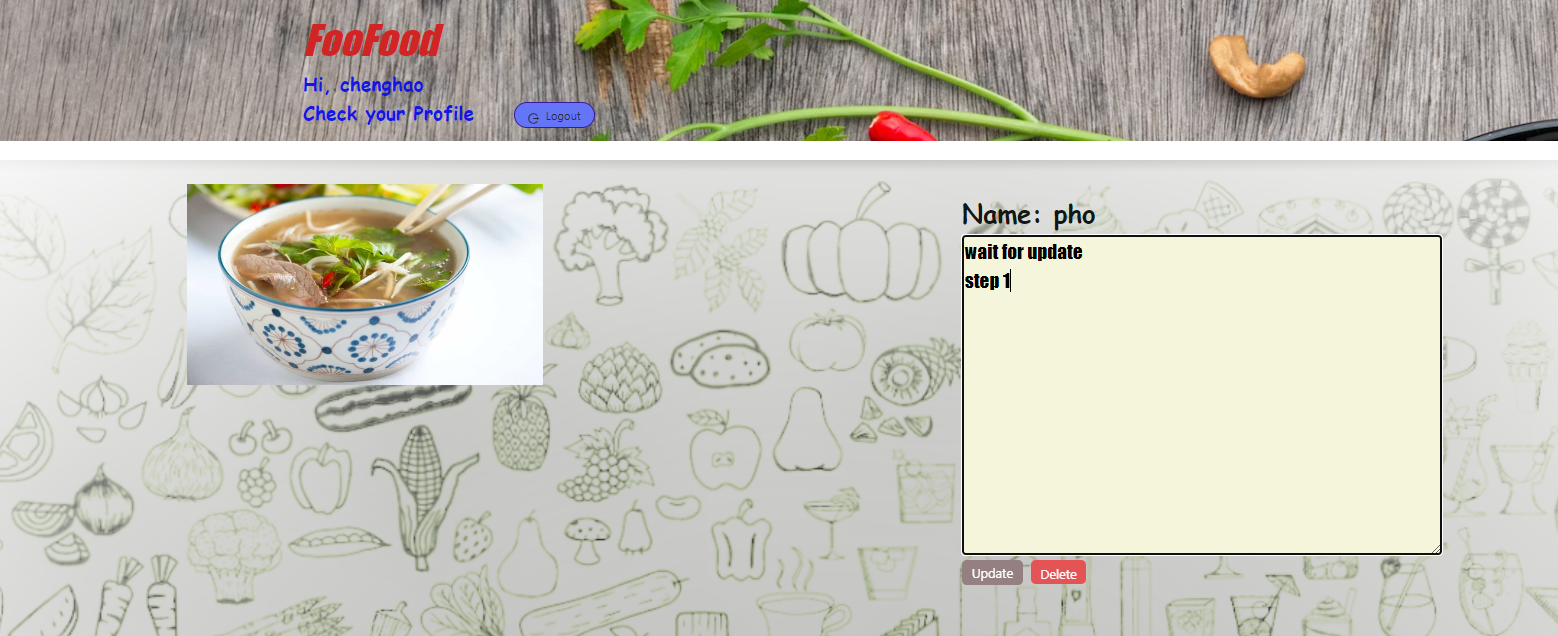 FooFood
Hi, chenghao
Check your Profile
Logout
Name: pho
wait for update
step 1
Update
Delete